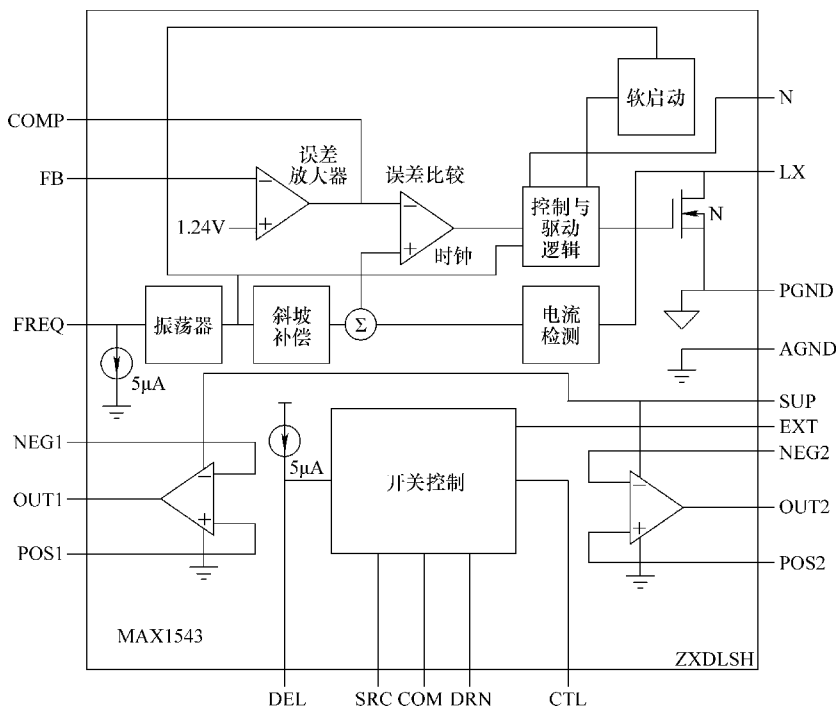 软启动
N
COMP
误差
放人器
误差比较
FB
LX
−
−
控制与
驱动
逻辑
N
1.24V
+
+
时钟
PGND
FREQ
振荡器
斜坡
补偿
Σ
电流
检测
AGND
5μA
SUP
EXT
NEG1
NEG2
5μA
开关控制
−
−
OUT1
OUT2
+
+
POS1
POS2
MAX1543
ZXDLSH
DEL
SRC
COM
DRN
CTL